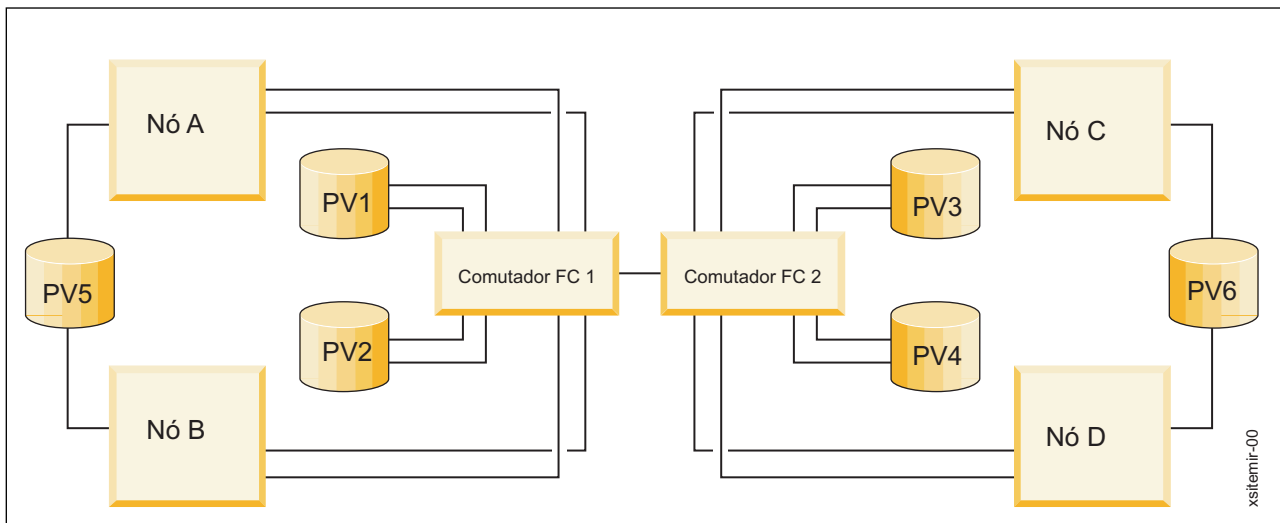 Nó A
Nó C
PV1
PV3
Comutador FC 1
Comutador FC 2
PV5
PV6
PV2
PV4
Nó B
Nó D
xsitemir-00